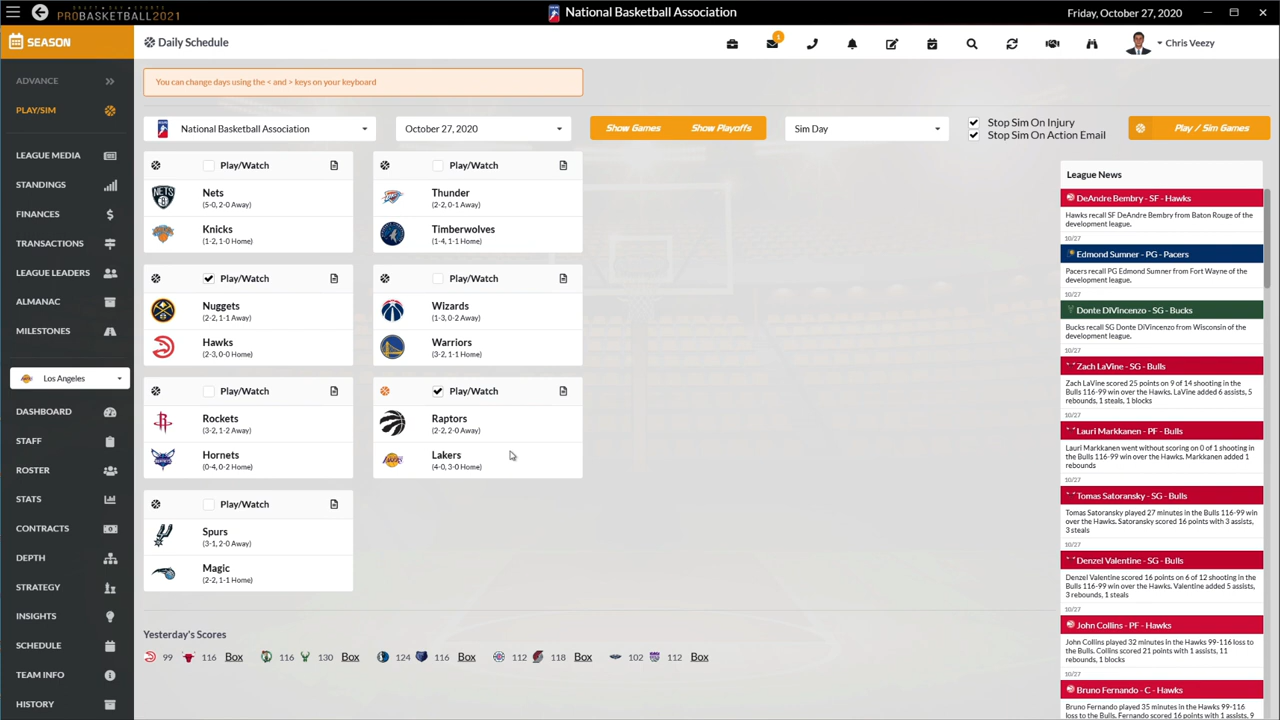 DRAFT DAY SPORTS
PROBASKETBALL2021
National Basketball Association
Friday, October 27, 2020
SEASON
Daily Schedule
1
Chris Veezy
ADVANCE
PLAY/SIM
LEAGUE MEDIA
STANDINGS
FINANCES
TRANSACTIONS
LEAGUE LEADERS
ALMANAC
MILESTONES
Los Angeles
DASHBOARD
STAFF
ROSTER
STATS
CONTRACTS
DEPTH
STRATEGY
INSIGHTS
SCHEDULE
TEAM INFO
HISTORY
You can change days using the < and > keys on your keyboard
National Basketball Association
October 27, 2020
Show Games
Show Playoffs
Sim Day
Stop Sim On Injury
Stop Sim On Action Email
Play / Sim Games
Play/Watch
Nets
(5-0, 2-0 Away)
Knicks
(1-2, 1-0 Home)
Play/Watch
Thunder
(2-2, 0-1 Away)
Timberwolves
(1-4, 1-1 Home)
Play/Watch
Nuggets
(2-2, 1-1 Away)
Hawks
(2-3, 0-0 Home)
Play/Watch
Wizards
(1-3, 0-2 Away)
Warriors
(3-2, 1-1 Home)
Play/Watch
Rockets
(3-2, 1-2 Away)
Hornets
(0-4, 0-2 Home)
Play/Watch
Raptors
(2-2, 2-0 Away)
Lakers
(4-0, 3-0 Home)
Play/Watch
Spurs
(3-1, 2-0 Away)
Magic
(2-2, 1-1 Home)
Yesterday's Scores
99 116 Box 116 130 Box 116 Box 112 118 Box 102 112 Box
League News
DeAndre Bembry - SF - Hawks
Hawks recall SF DeAndre Bembry from Baton Rouge of the
development league.
10/27
Edmond Sumner - PG - Pacers
Pacers recall PG Edmond Sumner from Fort Wayne of the
development league.
10/27
Donte DiVincenzo - SG - Bucks
Bucks recall SG Donte DiVincenzo from Wisconsin of the
development league.
10/27
Zach LaVine - SG - Bulls
Zach LaVine scored 25 points on 9 of 14 shooting in the
Bulls 116-99 win over the Hawks. LaVine added 6 assists, 5
rebounds, 1 steals, 1 blocks
10/27
Lauri Markkanen - PF - Bulls
Lauri Markkanen went without scoring on 0 of 1 shooting in
the Bulls 116-99 win over the Hawks. Markkanen added 1
rebounds
10/27
Tomas Satoransky - SG - Bulls
Tomas Satoransky played 27 minutes in the Bulls 116-99 win
over the Hawks. Satoransky scored 16 points with 3 assists,
3 steals
10/27
Denzel Valentine - SG - Bulls
Denzel Valentine scored 16 points on 6 of 12 shooting in the
Bulls 116-99 win over the Hawks. Valentine added 5 assists,
3 rebounds, 1 steals
10/27
John Collins - PF - Hawks
John Collins played 32 minutes in the Hawks 99-116 loss to
the Bulls. Collins scored 21 points with 1 assists, 11
rebounds, 1 blocks
10/27
Bruno Fernando - C - Hawks
Bruno Fernando played 35 minutes in the Hawks 99-116
loss to the Bulls. Fernando scored 16 points with 2 assists, 9